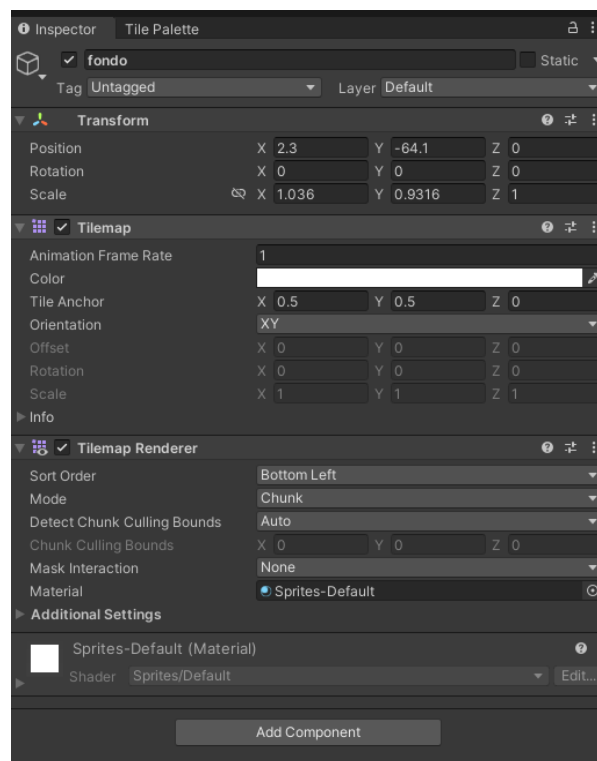 Inspector Tile Palette
fondo Static
Tag Untagged Layer Default
Transform
Position X 2.3 Y -64.1 Z 0
Rotation X 0 Y 0 Z 0
Scale X 1.036 Y 0.9316 Z 1
Tilemap
Animation Frame Rate 1
Color
Tile Anchor X 0.5 Y 0.5 Z 0
Orientation XY
Offset X 0 Y 0 Z 0
Rotation X 0 Y 0 Z 0
Scale X 1 Y 1 Z 1
Info
Tilemap Renderer
Sort Order Bottom Left
Mode Chunk
Detect Chunk Culling Bounds Auto
Chunk Culling Bounds X 0 Y 0 Z 0
Mask Interaction None
Material Sprites-Default
Additional Settings
Sprites-Default (Material)
Shader Sprites/Default Edit...
Add Component